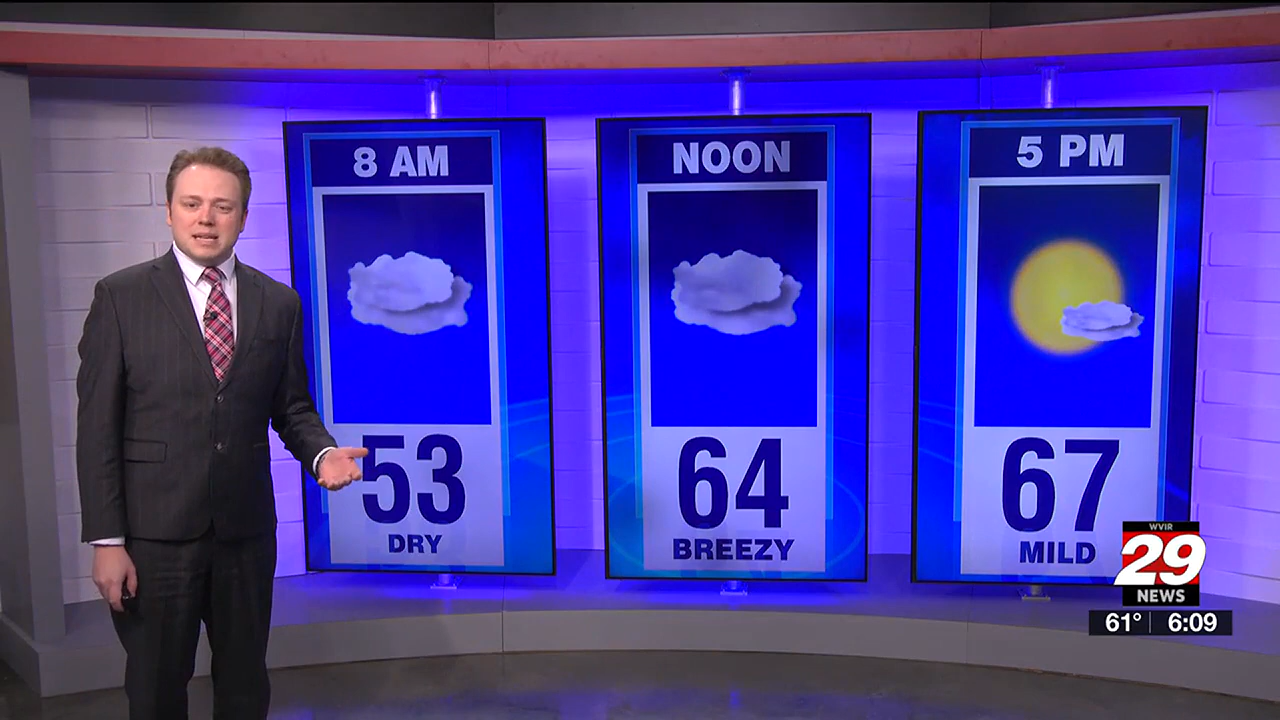 8 AM
53
DRY
NOON
64
BREEZY
5 PM
67
MILD
WVIR
29
NEWS
61° 6:09